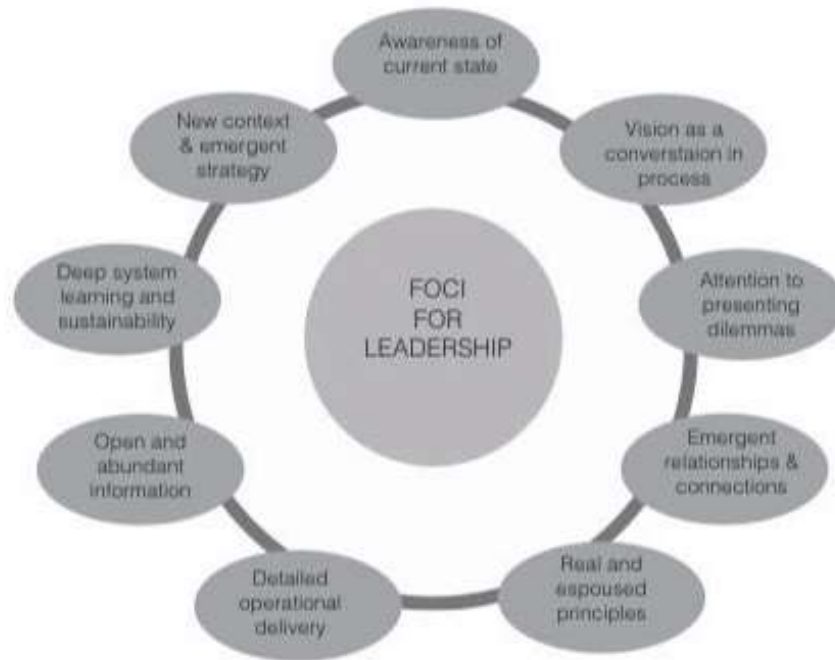 Awareness of
current state
Vision as a
converstaion in
process
Attention to
presenting
dilemmas
Emergent
relationships &
connections
Real and
espoused
principles
Detailed
operational
delivery
Open and
abundant
information
Deep system
learning and
sustainability
New context
& emergent
strategy
FOCI
FOR
LEADERSHIP